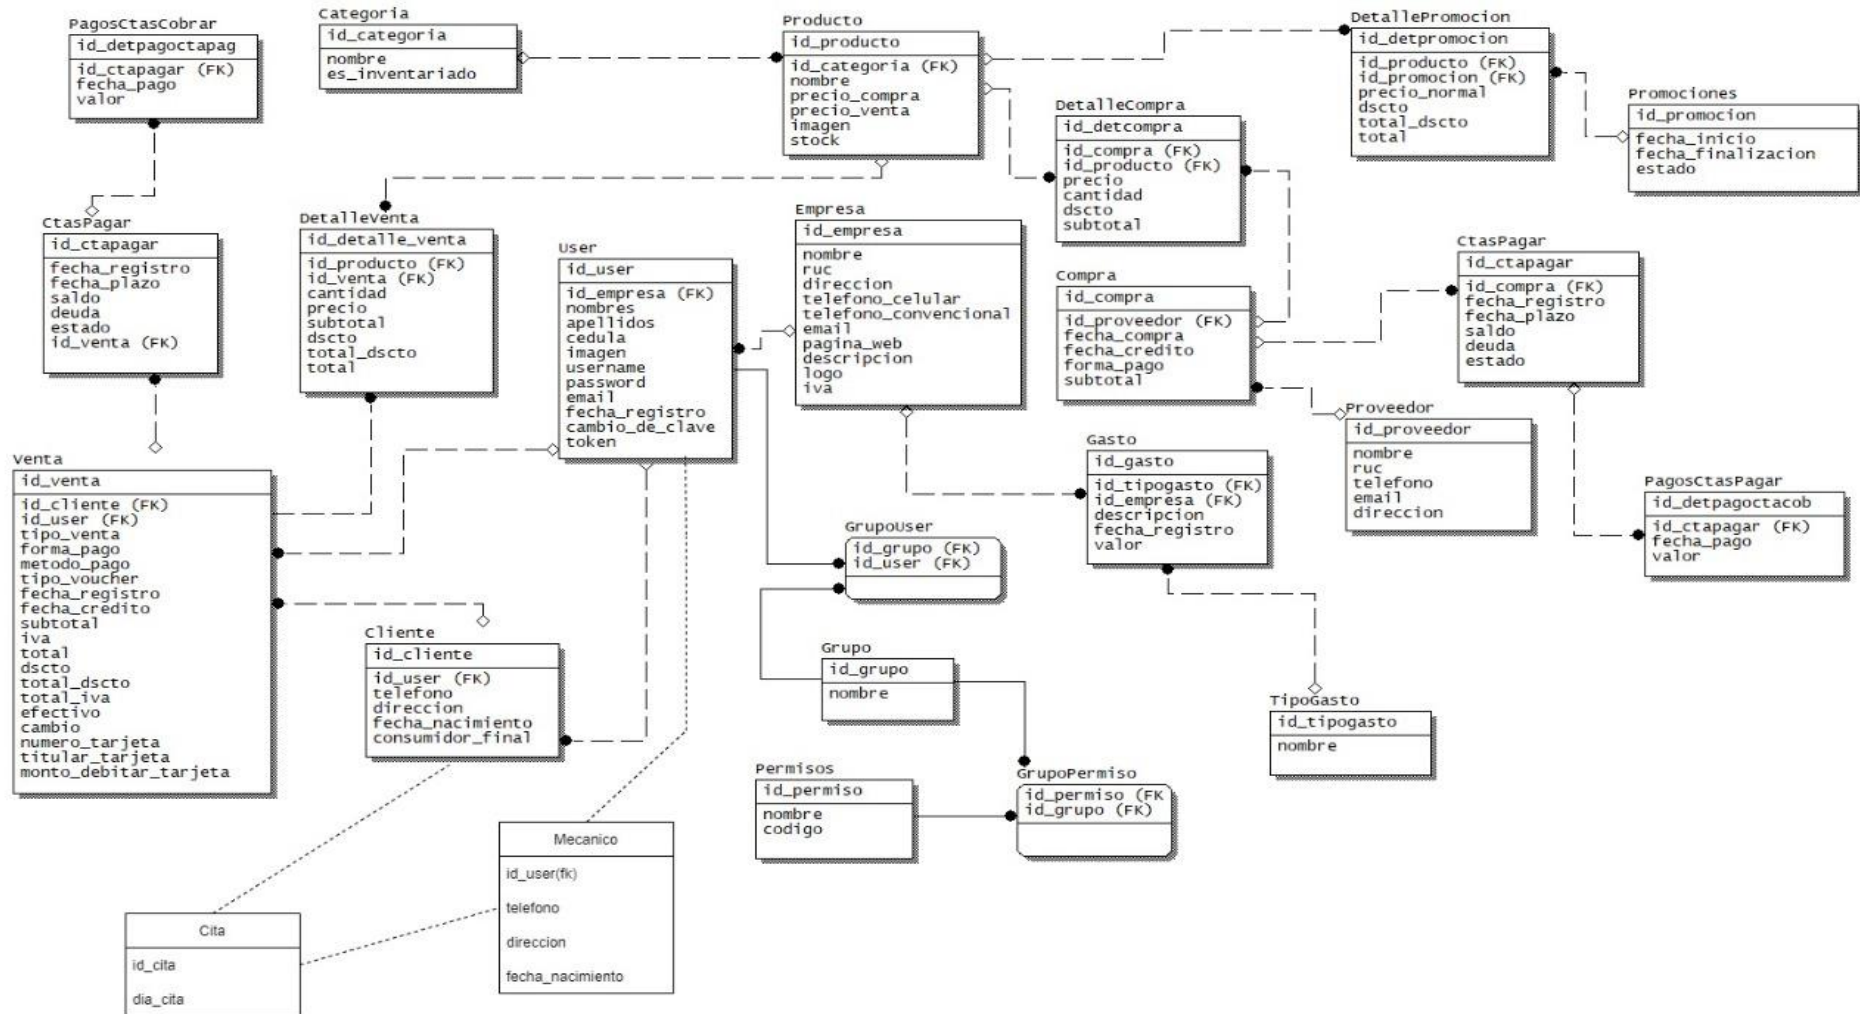 PagosCtasCobrar
id_detpagoctapag
id_ctapagar (FK)
fecha_pago
valor
Categoria
id_categoria
nombre
es_inventariado
Producto
id_producto
id_categoria (FK)
nombre
precio_compra
precio_venta
imagen
stock
DetallePromocion
id_detpromocion
id_producto (FK)
id_promocion (FK)
precio_normal
dscto
total_dscto
total
Promociones
id_promocion
fecha_inicio
fecha_finalizacion
estado
DetalleCompra
id_detcompra
id_compra (FK)
id_producto (FK)
precio
cantidad
dscto
subtotal
CtasPagar
id_ctapagar
fecha_registro
fecha_plazo
saldo
deuda
estado
id_venta (FK)
DetalleVenta
id_detalle_venta
id_producto (FK)
id_venta (FK)
cantidad
precio
subtotal
dscto
total_dscto
total
User
id_user
id_empresa (FK)
nombres
apellidos
cedula
imagen
username
password
email
fecha_registro
cambio_de_clave
token
Empresa
id_empresa
nombre
ruc
direccion
telefono_celular
telefono_convencional
email
pagina_web
descripcion
logo
iva
Compra
id_compra
id_proveedor (FK)
fecha_compra
fecha_credito
forma_pago
subtotal
CtasPagar
id_ctapagar
id_compra (FK)
fecha_registro
fecha_plazo
saldo
deuda
estado
Proveedor
id_proveedor
nombre
ruc
telefono
email
direccion
PagosCtasPagar
id_detpagoctacob
id_ctapagar (FK)
fecha_pago
valor
Venta
id_venta
id_cliente (FK)
id_user (FK)
tipo_venta
forma_pago
metodo_pago
tipo_voucher
fecha_registro
fecha_credito
subtotal
iva
total
dscto
total_dscto
total_iva
efectivo
cambio
numero_tarjeta
titular_tarjeta
monto_debitar_tarjeta
Gasto
id_gasto
id_tipogasto (FK)
id_empresa (FK)
descripcion
fecha_registro
valor
GrupoUser
id_grupo (FK)
id_user (FK)
Cliente
id_cliente
id_user (FK)
telefono
direccion
fecha_nacimiento
consumidor_final
Grupo
id_grupo
nombre
TipoGasto
id_tipogasto
nombre
Permisos
id_permiso
nombre
codigo
GrupoPermiso
id_permiso (FK
id_grupo (FK)
Mecanico
id_user(fk)
telefono
direccion
fecha_nacimiento
Cita
id_cita
dia_cita